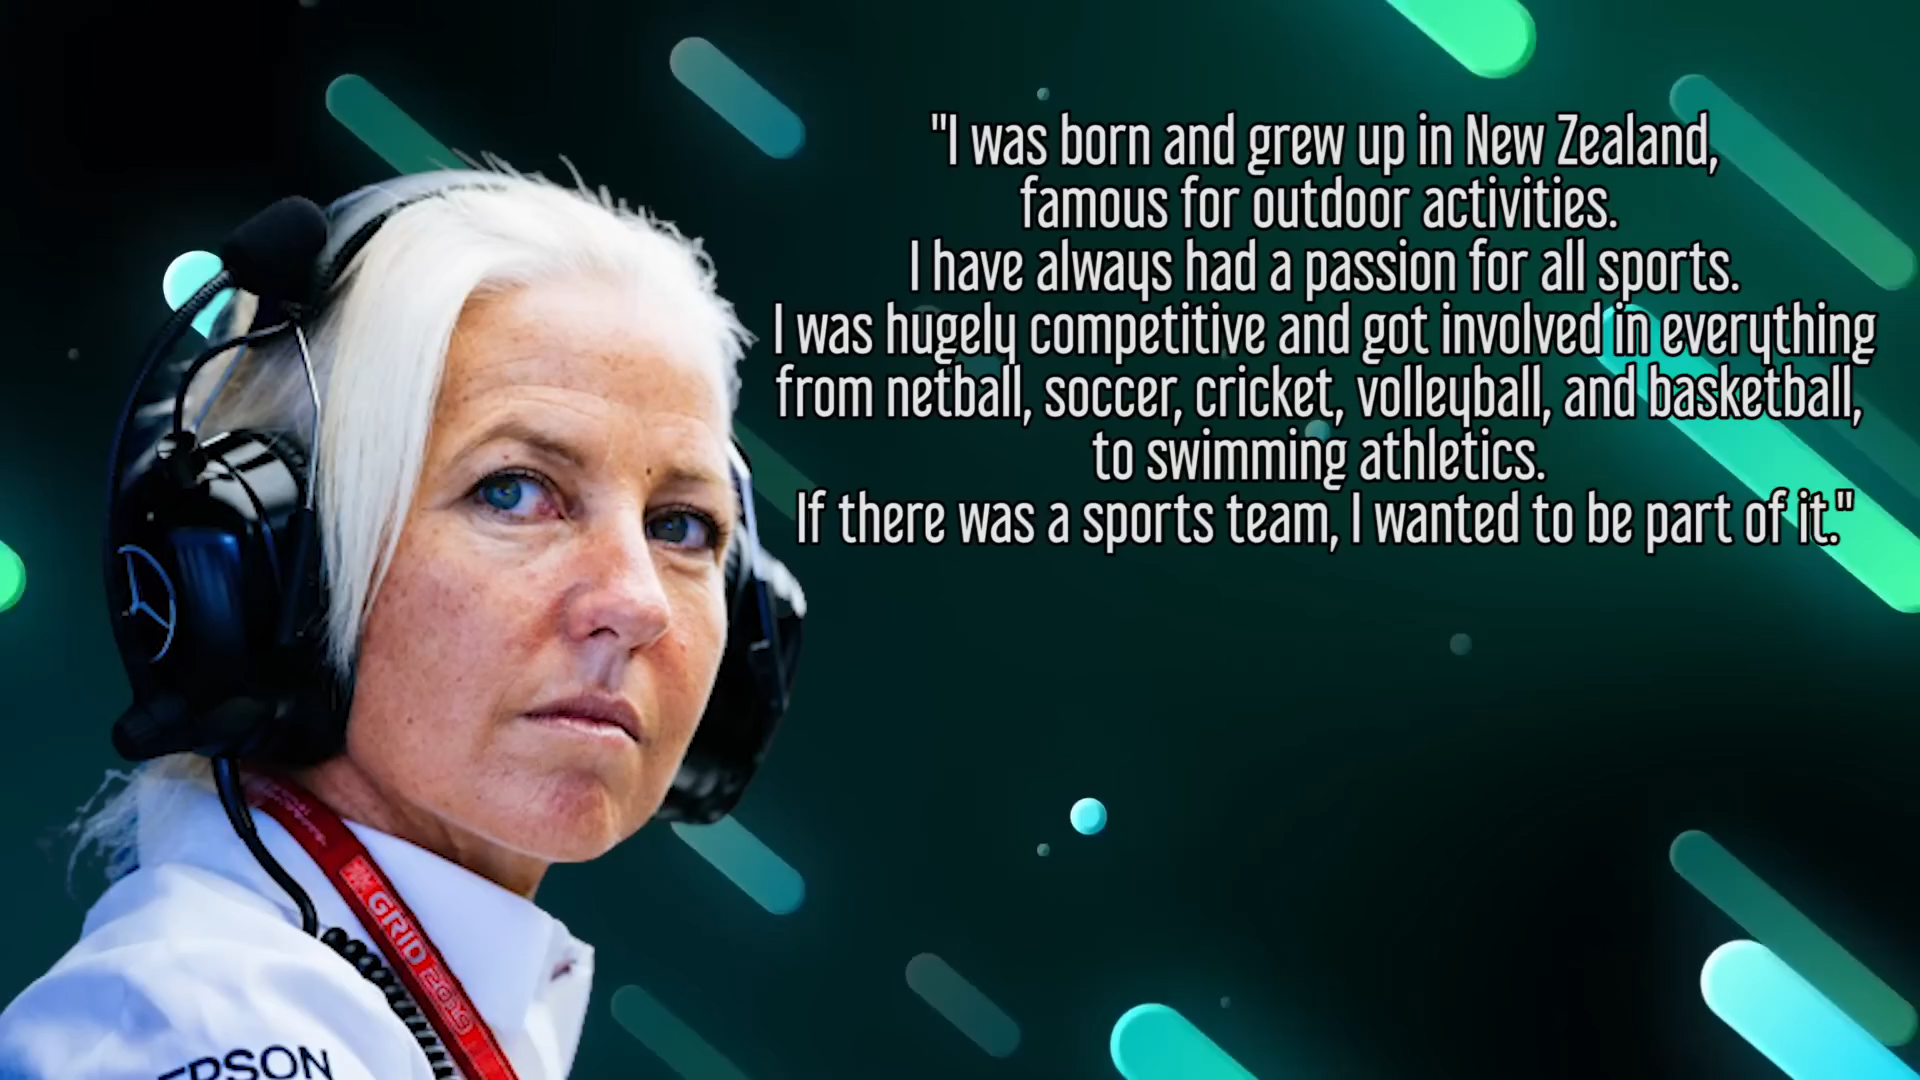 "I was born and grew up in New Zealand,
famous for outdoor activities.
I have always had a passion for all sports.
I was hugely competitive and got involved in everything
from netball, soccer, cricket, volleyball, and basketball,
to swimming athletics.
If there was a sports team, I wanted to be part of it."
GRID 2019
EPSON